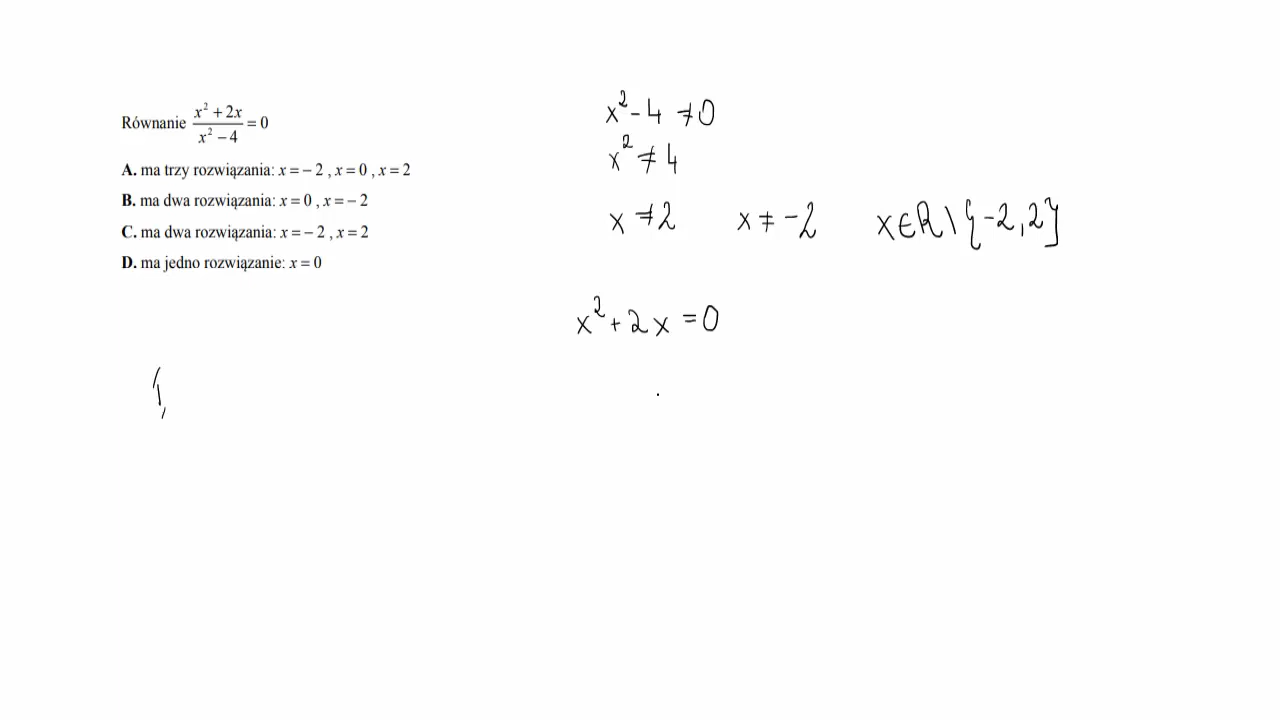 Równanie x² + 2x / x² − 4 = 0
A. ma trzy rozwiązania: x = − 2 , x = 0 , x = 2
B. ma dwa rozwiązania: x = 0 , x = − 2
C. ma dwa rozwiązania: x = − 2 , x = 2
D. ma jedno rozwiązanie: x = 0
x² - 4 ≠ 0
x² ≠ 4
x ≠ 2 x ≠ -2 x ∈ R \ {-2, 2}
x² + 2x = 0